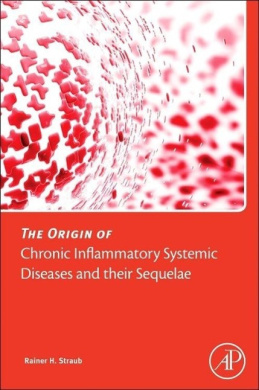 The Origin of
Chronic Inflammatory Systemic
Diseases and their Sequelae
Rainer H. Straub
AP